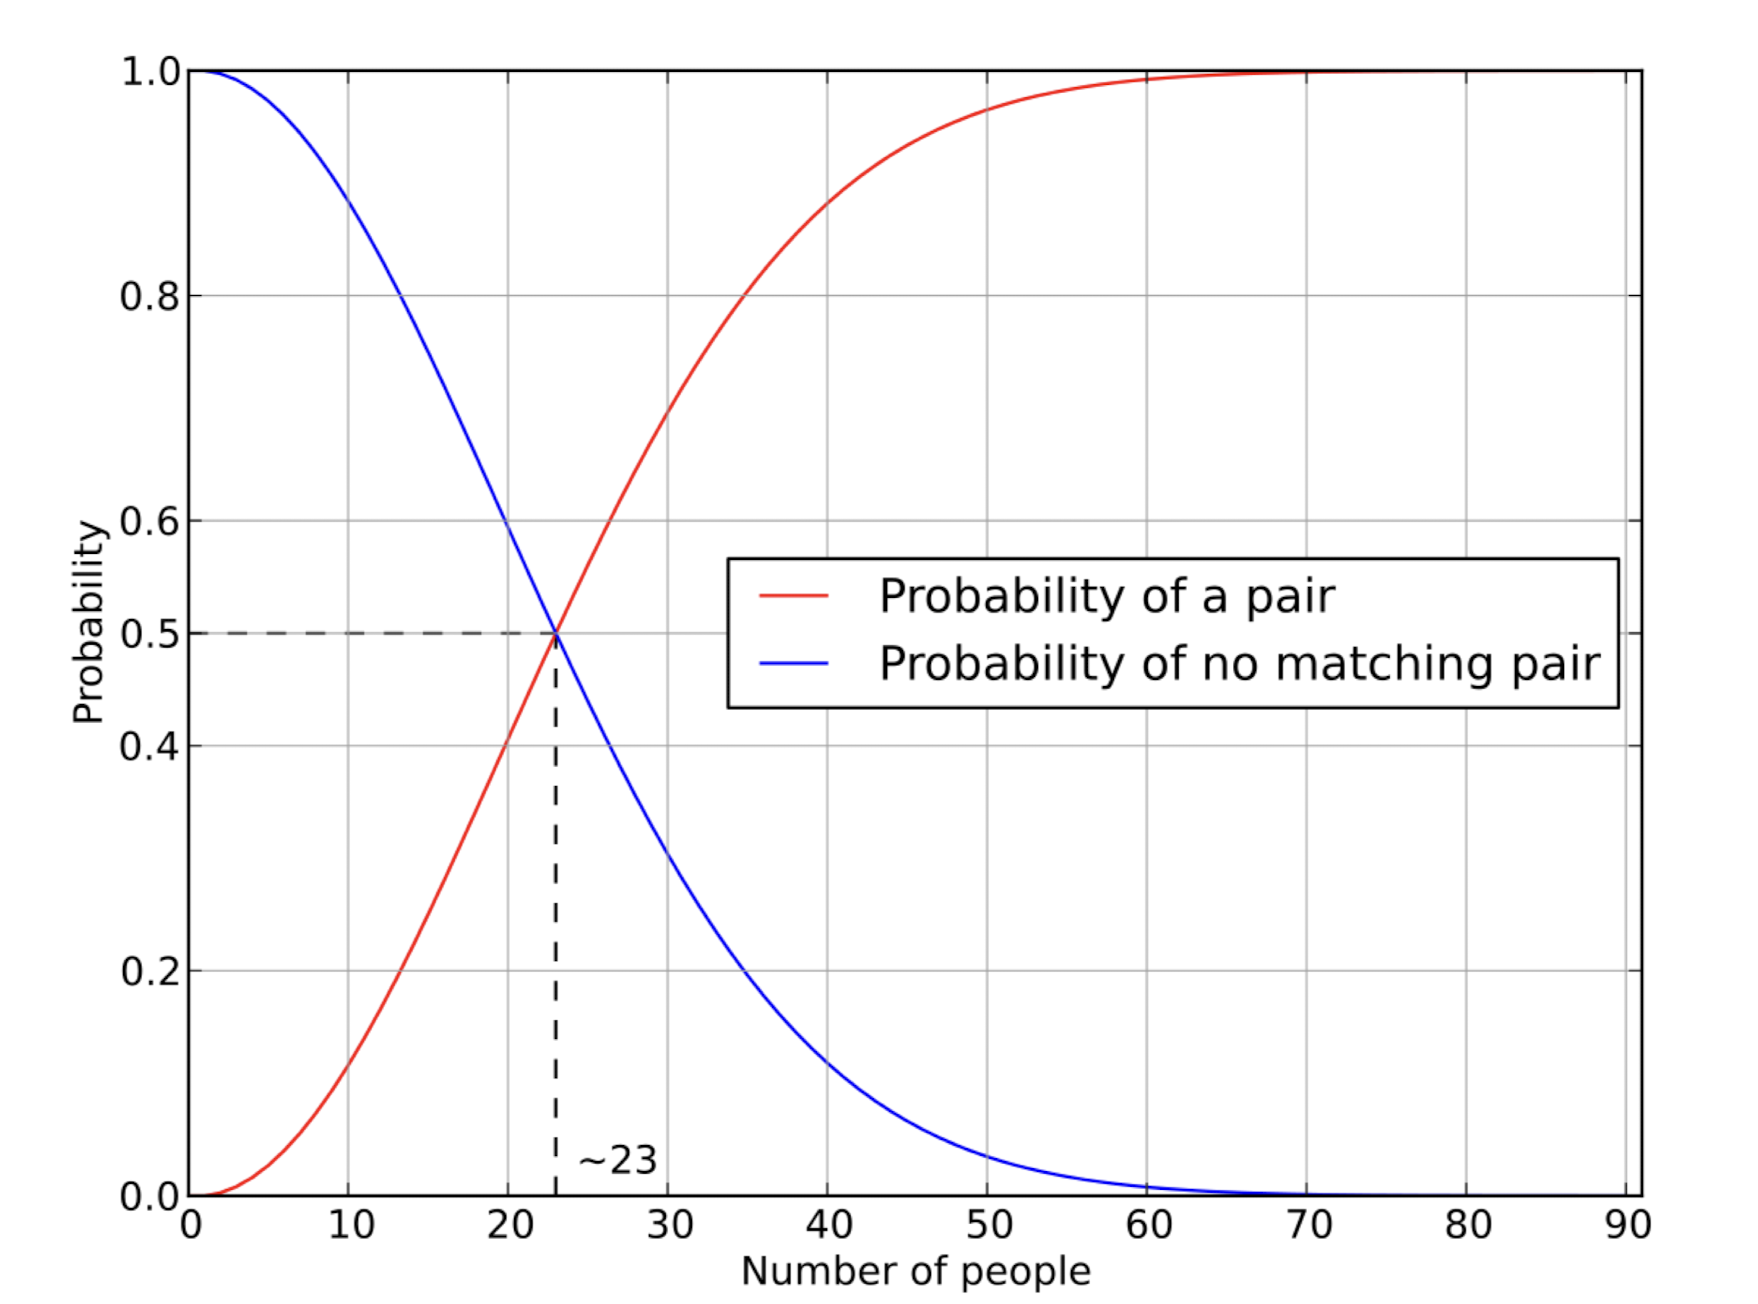 1.0
0.8
0.6
0.5
0.4
0.2
0.0
Probability
Probability of a pair
Probability of no matching pair
~23
0 10 20 30 40 50 60 70 80 90
Number of people